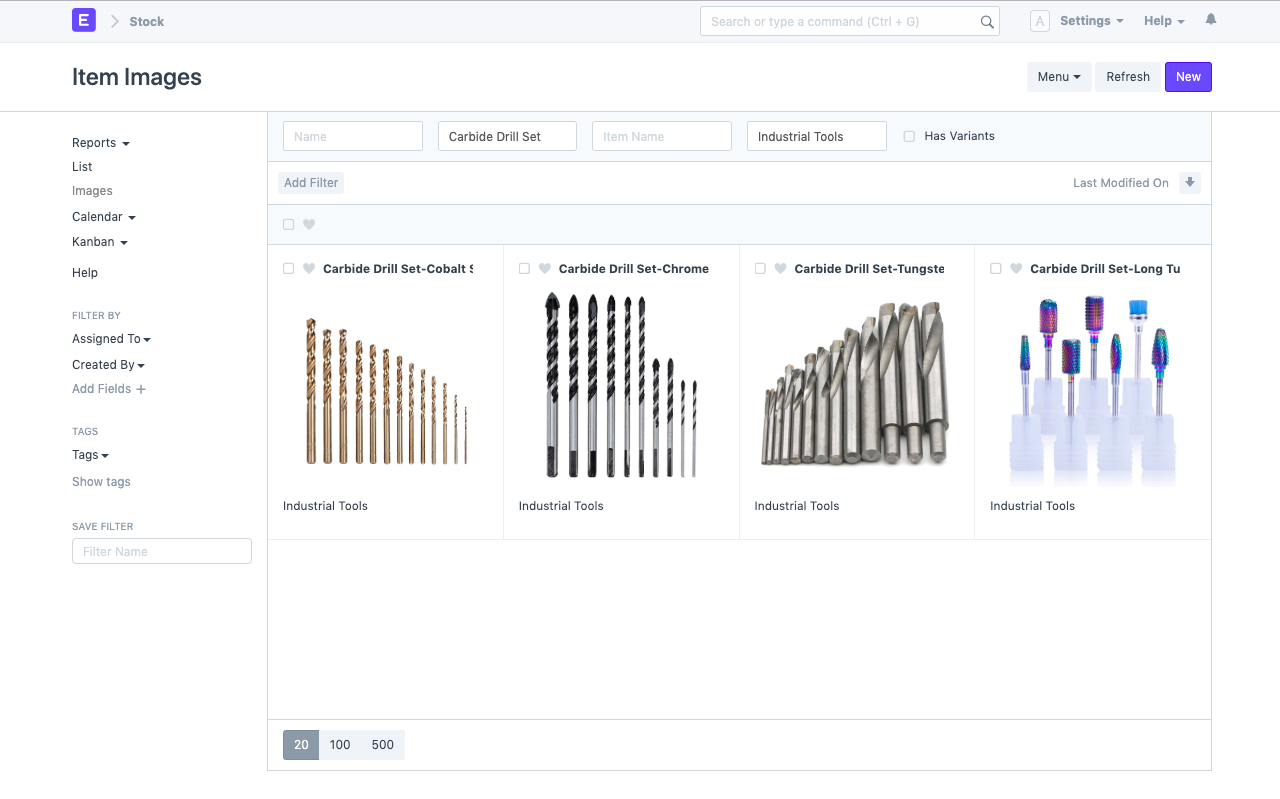 E Stock Search or type a command (Ctrl + G) A Settings Help
Item Images Menu Refresh New
Name Carbide Drill Set Item Name Industrial Tools Has Variants
Reports
List
Images
Calendar
Kanban
Help
FILTER BY
Assigned To
Created By
Add Fields +
TAGS
Tags
Show tags
SAVE FILTER
Filter Name
Add Filter Last Modified On
Carbide Drill Set-Cobalt S
Industrial Tools
Carbide Drill Set-Chrome
Industrial Tools
Carbide Drill Set-Tungste
Industrial Tools
Carbide Drill Set-Long Tu
Industrial Tools
20 100 500